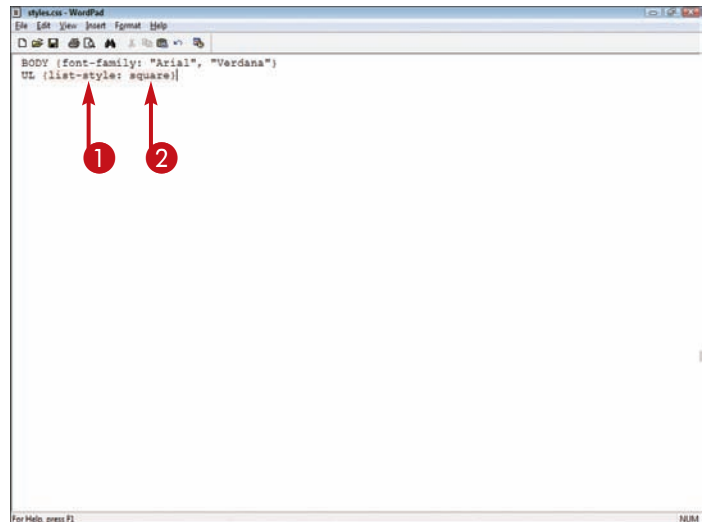 styles.css - WordPad
File Edit View Insert Format Help
BODY {font-family: "Arial", "Verdana"}
UL {list-style: square}
1 2
For Help, press F1 NUM